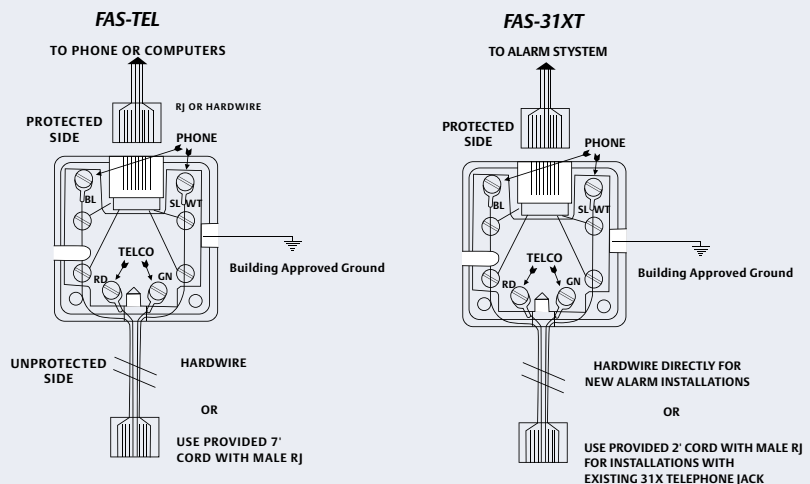 FAS-TEL
TO PHONE OR COMPUTERS
RJ OR HARDWIRE
PROTECTED
SIDE
PHONE
BL
SL WT
TELCO
RD
GN
Building Approved Ground
UNPROTECTED
SIDE
HARDWIRE
OR
USE PROVIDED 7'
CORD WITH MALE RJ
FAS-31XT
TO ALARM STYSTEM
PROTECTED
SIDE
PHONE
BL
SL WT
TELCO
RD
GN
Building Approved Ground
HARDWIRE DIRECTLY FOR
NEW ALARM INSTALLATIONS
OR
USE PROVIDED 2' CORD WITH MALE RJ
FOR INSTALLATIONS WITH
EXISTING 31X TELEPHONE JACK